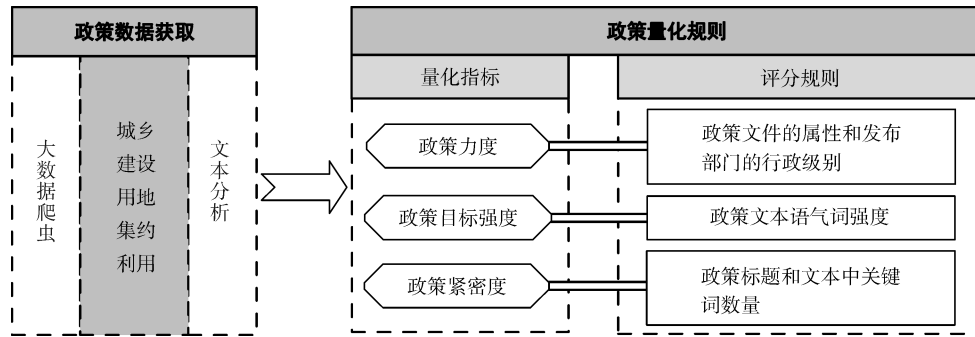 政策数据获取
大数据爬虫
城乡
建设
用地
集约
利用
文本分析
政策量化规则
量化指标
评分规则
政策力度
政策文件的属性和发布
部门的行政级别
政策目标强度
政策文本语气词强度
政策紧密度
政策标题和文本中关键
词数量